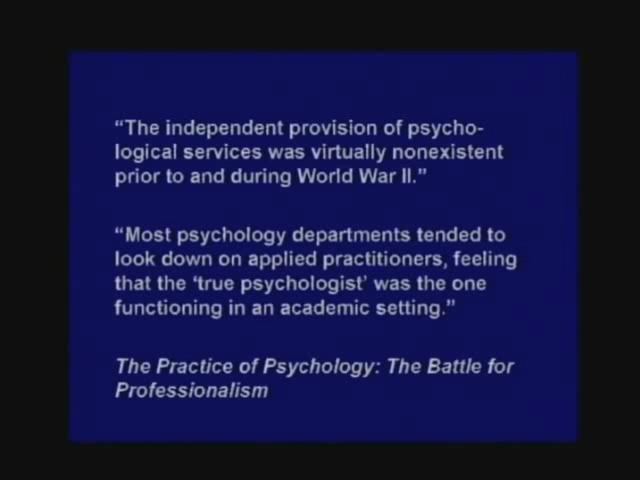 “The independent provision of psycho-
logical services was virtually nonexistent
prior to and during World War II.”
“Most psychology departments tended to
look down on applied practitioners, feeling
that the ‘true psychologist’ was the one
functioning in an academic setting.”
The Practice of Psychology: The Battle for
Professionalism